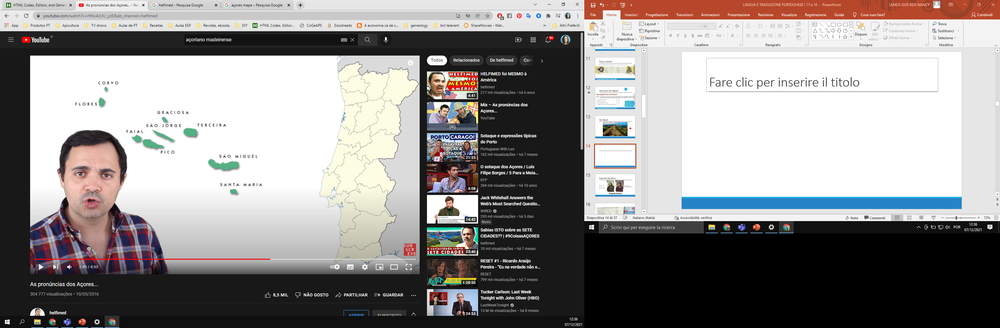 HTML Codes, Editors, and Genera
As pronúncias dos Açores... - You
helfimed - Pesquisa Google
açores mapa – Pesquisa Google
youtube.com/watch?v=HNv4cUU_yzE&ab_channel=helfimed
App
Produtos PT
Apicultura
TV shows
Aulas de PT
Receitas
Aulas ESP
Revistas, ebooks
DIY
HTML Codes, Editor...
CoGeAPS
Goodreads
A economia cá de c...
geneology
bnl telerent
ShareMovies - Wat...
Altri Preferiti
YouTube IT
açoriano madeirense
9+
CORVO
FLORES
GRACIOSA
SÃO JORGE
TERCEIRA
FAIAL
PICO
SÃO MIGUEL
SANTA MARIA
SUB
SCR
EVE
2:49 / 4:33
As pronúncias dos Açores...
304 777 visualizações • 10/05/2016
8,5 MIL
NÃO GOSTO
PARTILHAR
GUARDAR
helfimed
ADERIR
SUBSCRITO
Todos
Relacionados
De helfimed
HELFIMED
FOI
MESMO
À AMÉRICA
4:41
HELFIMED foi MESMO à
América
helfimed
217 mil visualizações • há 6 anos
Mix – As pronúncias dos
Açores...
YouTube
PORTO CARAGO!
PALAVRAS
TÍPICAS &
SOTAQUE
21:33
Sotaque e expressões típicas
do Porto
Portuguese With Leo
162 mil visualizações • há 7 meses
4:08
O sotaque dos Açores / Luís
Filipe Borges / 5 Para a Meia...
RTP
284 mil visualizações • há 10 anos
14:42
Jack Whitehall Answers the
Web's Most Searched Questio...
WIRED
293 mil visualizações • há 5 dias
Novo
9 curiosidade sobre
SETE CIDADES
23:40
Sabias ISTO sobre as SETE
CIDADES?? | #9CoisasAÇORES
helfimed
10 mil visualizações • há 7 meses
RESET
RICARDO ARAÚJO
PEREIRA
1:28:55
RESET #1 - Ricardo Araújo
Pereira - "Eu na verdade não s...
RESET
799 mil visualizações • há 7 meses
TUCKER
24:53
Tucker Carlson: Last Week
Tonight with John Oliver (HBO)
LastWeekTonight
13 M de visualizações • há 8 meses
12:36
07/12/2021
LINGUA E TRADUZIONE PORTOGHESE I 17 e 18 - PowerPoint
LEMOS DOS REIS NANCY
File
Home
Inserisci
Progettazione
Transizioni
Animazioni
Presentazione
Revisione
Visualizza
Registrazione
Guida
Cosa vuoi fare?
Condividi
Incolla
Appunti
Nuova
diapositiva
Layout
Ripristina
Sezione
Diapositive
48
G C S S abc AV Aa A
Carattere
Paragrafo
Disponi
Stili
veloci
Riempimento forma
Contorno forma
Effetti forma
Disegno
Trova
Sostituisci
Seleziona
Modifica
11
É feio ou bonito?
12
Vamos para São Miguel?
13
São Miguel
14
15
Expressão idiomática
O barato sai caro
16
Fare clic per inserire il titolo
Diapositiva 14 di 37
Italiano (Italia)
Accessibilità: verifica
Note
Commenti
72%
Scrivi qui per eseguire la ricerca
POR
12:36
07/12/2021